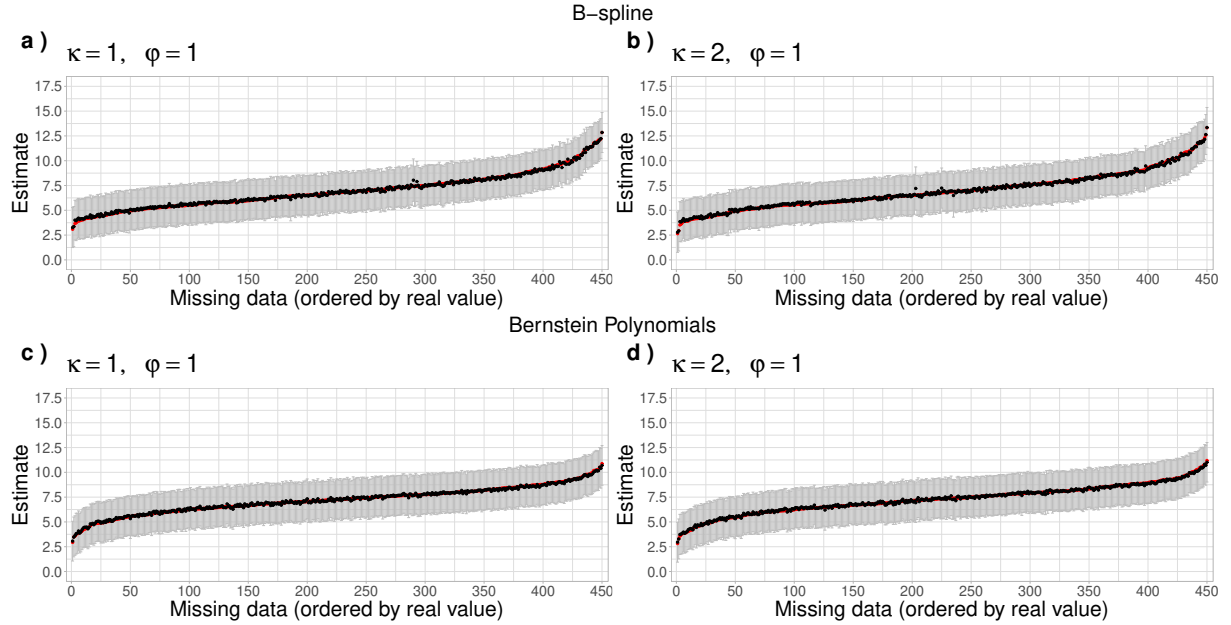 B−spline
a ) κ = 1, φ = 1
b ) κ = 2, φ = 1
Estimate
17.5
15.0
12.5
10.0
7.5
5.0
2.5
0.0
0 50 100 150 200 250 300 350 400 450
Missing data (ordered by real value)
Estimate
17.5
15.0
12.5
10.0
7.5
5.0
2.5
0.0
0 50 100 150 200 250 300 350 400 450
Missing data (ordered by real value)
Bernstein Polynomials
c ) κ = 1, φ = 1
d ) κ = 2, φ = 1
Estimate
17.5
15.0
12.5
10.0
7.5
5.0
2.5
0.0
0 50 100 150 200 250 300 350 400 450
Missing data (ordered by real value)
Estimate
17.5
15.0
12.5
10.0
7.5
5.0
2.5
0.0
0 50 100 150 200 250 300 350 400 450
Missing data (ordered by real value)